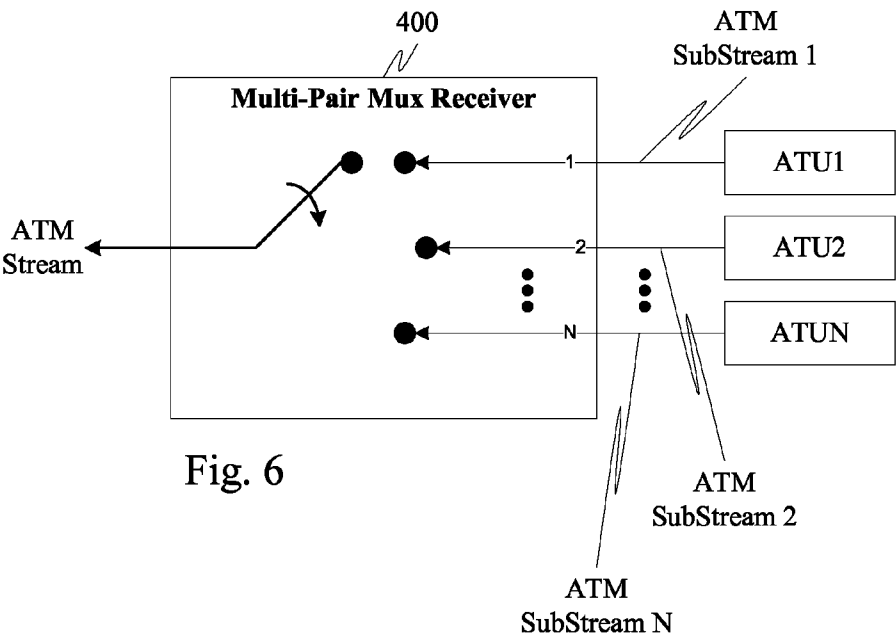 400
ATM
SubStream 1
Multi-Pair Mux Receiver
1
ATU1
ATM
Stream
2
ATU2
N
ATUN
Fig. 6
ATM
SubStream 2
ATM
SubStream N